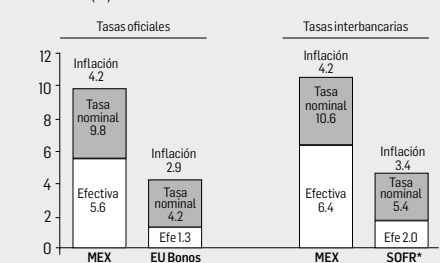 Tasas oficiales
12
10
8
6
4
2
0
Inflación
4.2
Tasa
nominal
9.8
Efectiva
5.6
MEX
Inflación
2.9
Tasa
nominal
4.2
Efe 1.3
EU Bonos
Tasas interbancarias
Inflación
4.2
Tasa
nominal
10.6
Efectiva
6.4
MEX
Inflación
3.4
Tasa
nominal
5.4
Efe 2.0
SOFR*